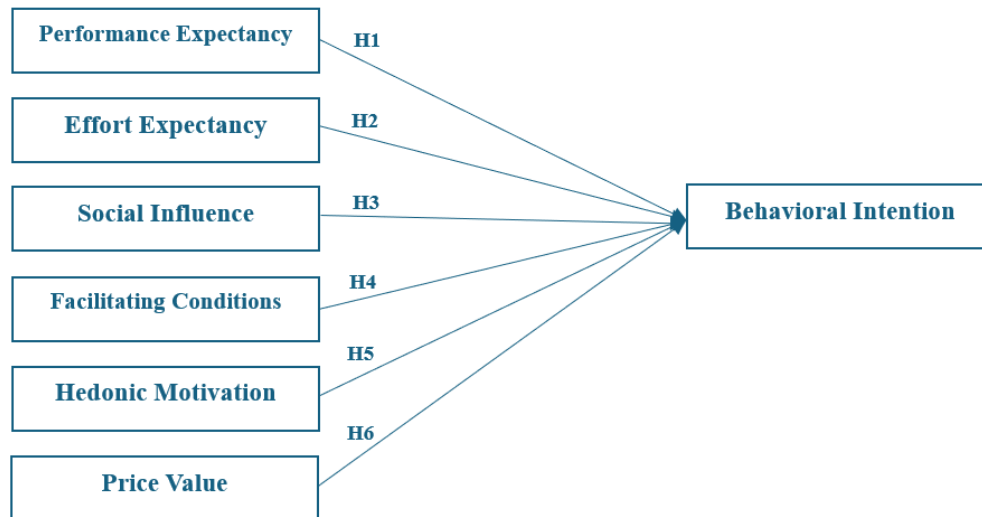 Performance Expectancy
H1
Effort Expectancy
H2
Social Influence
H3
Behavioral Intention
Facilitating Conditions
H4
Hedonic Motivation
H5
Price Value
H6